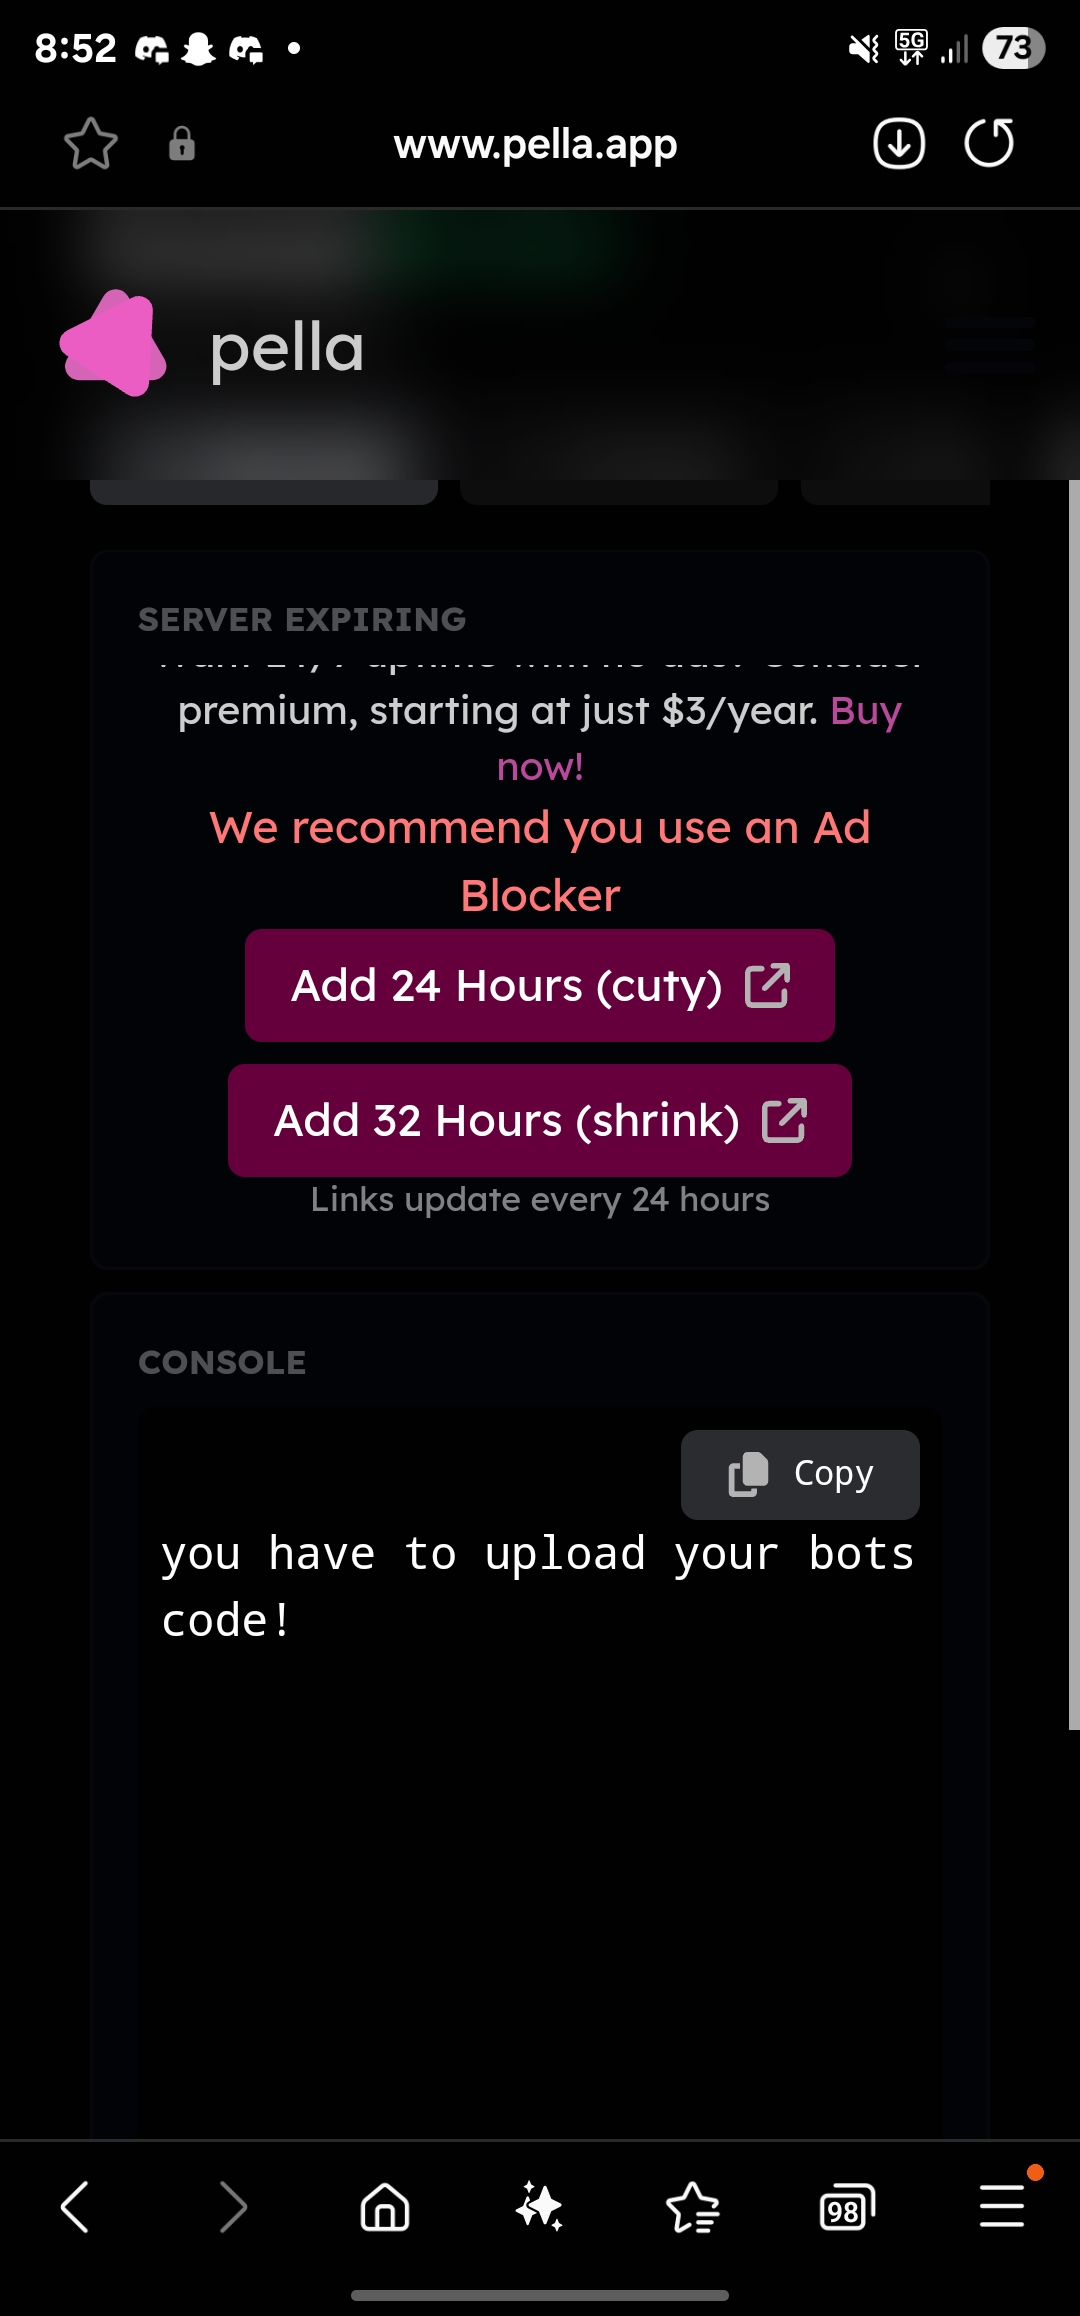 8:52
5G
73
www.pella.app
pella
SERVER EXPIRING
premium, starting at just $3/year. Buy
now!
We recommend you use an Ad
Blocker
Add 24 Hours (cuty)
Add 32 Hours (shrink)
Links update every 24 hours
CONSOLE
Copy
you have to upload your bots
code!
98